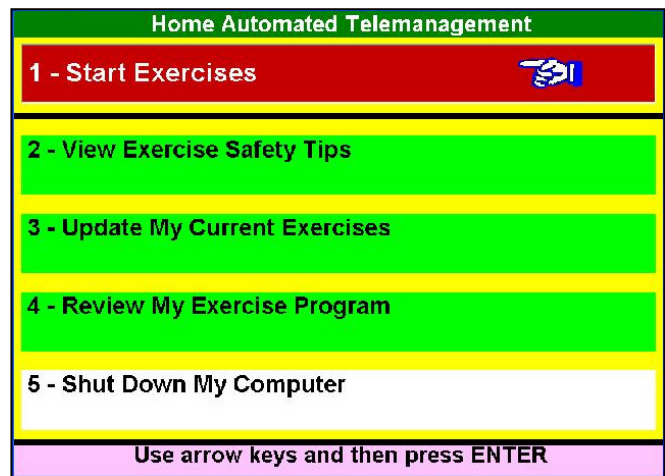 Home Automated Telemanagement
1 - Start Exercises
2 - View Exercise Safety Tips
3 - Update My Current Exercises
4 - Review My Exercise Program
5 - Shut Down My Computer
Use arrow keys and then press ENTER